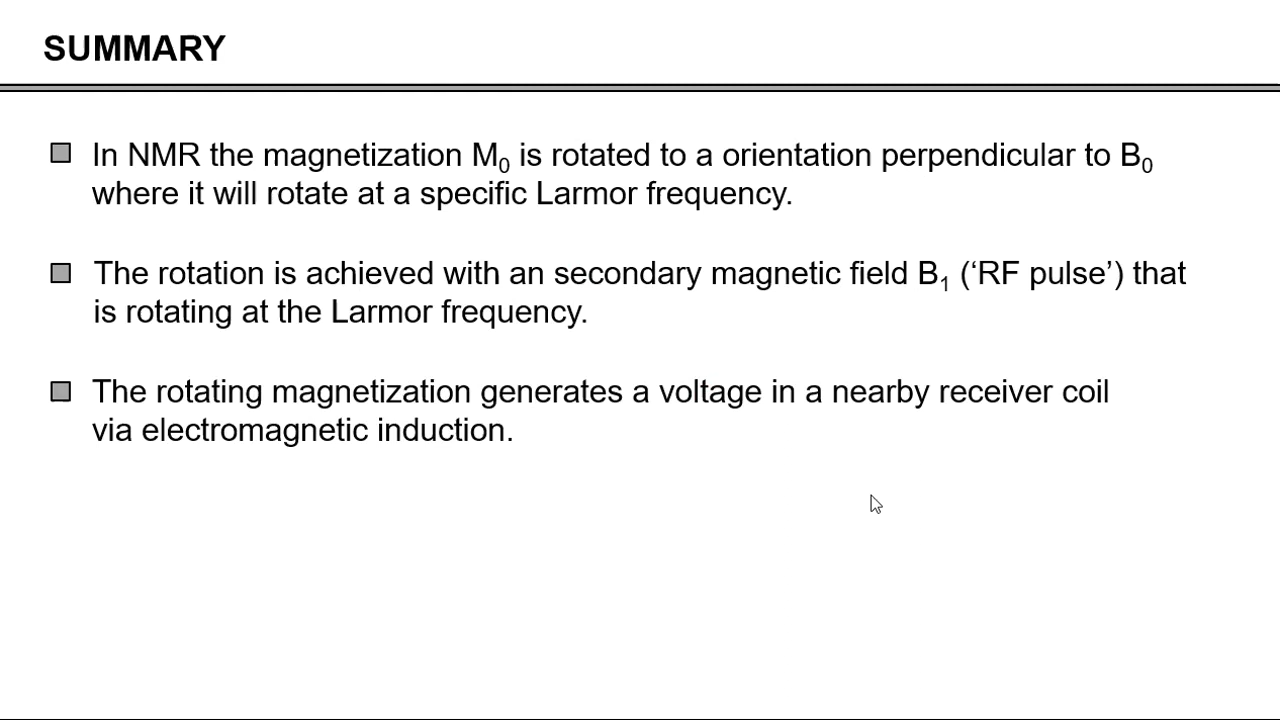 SUMMARY
In NMR the magnetization M₀ is rotated to a orientation perpendicular to B₀
where it will rotate at a specific Larmor frequency.
The rotation is achieved with an secondary magnetic field B₁ (‘RF pulse’) that
is rotating at the Larmor frequency.
The rotating magnetization generates a voltage in a nearby receiver coil
via electromagnetic induction.